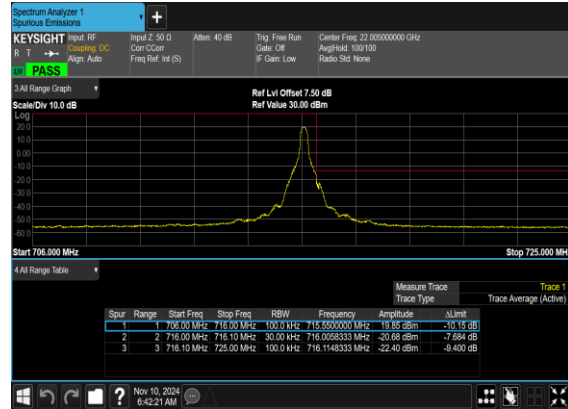 Spectrum Analyzer 1
Spurious Emissions
+
KEYSIGHT Input: RF Input Z: 50 Ω Atten: 40 dB Trig: Free Run Center Freq: 22.005000000 GHz
R T Coupling: DC Corr CCorr Gate: Off Avg|Hold: 100/100
Align: Auto Freq Ref: Int (S) IF Gain: Low Radio Std: None
LM PASS
3 All Range Graph
Ref Lvl Offset 7.50 dB
Scale/Div 10.0 dB Ref Value 30.00 dBm
Log
20.0
10.0
0.00
-10.0
-20.0
-30.0
-40.0
-50.0
-60.0
Start 706.000 MHz Stop 725.000 MH
4 All Range Table
Measure Trace Trace 1
Trace Type Trace Average (Active)
Spur Range Start Freq Stop Freq RBW Frequency Amplitude ΔLimit
1 1 706.00 MHz 716.00 MHz 100.0 kHz 715.5500000 MHz 19.85 dBm -10.15 dB
2 2 716.00 MHz 716.10 MHz 30.00 kHz 716.0058333 MHz -20.68 dBm -7.684 dB
3 3 716.10 MHz 725.00 MHz 100.0 kHz 716.1148333 MHz -22.40 dBm -9.400 dB
? Nov 10, 2024
6:42:21 AM